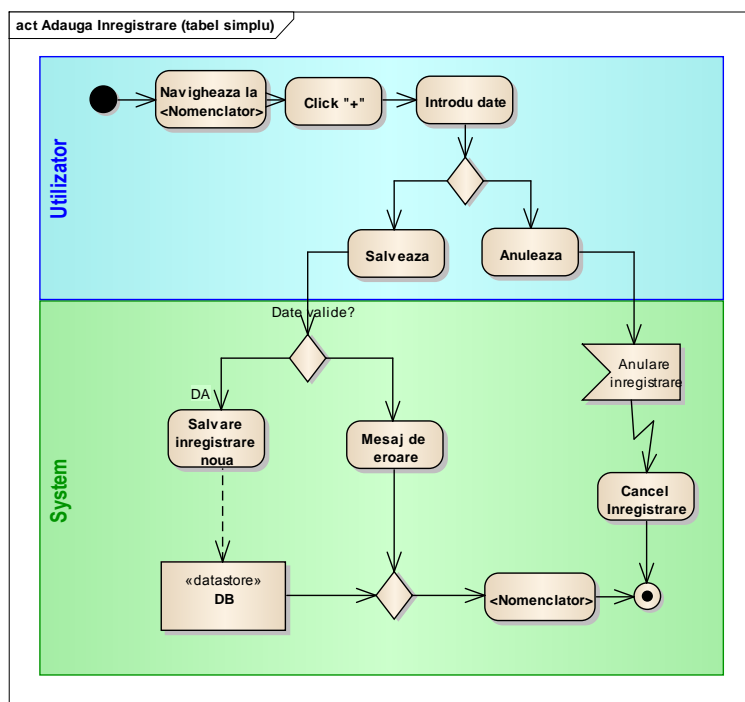 act Adauga Inregistrare (tabel simplu)
Utilizator
Navigheaza la
<Nomenclator>
Click "+"
Introdu date
Salveaza
Anuleaza
System
Date valide?
DA
Salvare
inregistrare
noua
Mesaj de
eroare
Anulare
inregistrare
Cancel
Inregistrare
«datastore»
DB
<Nomenclator>